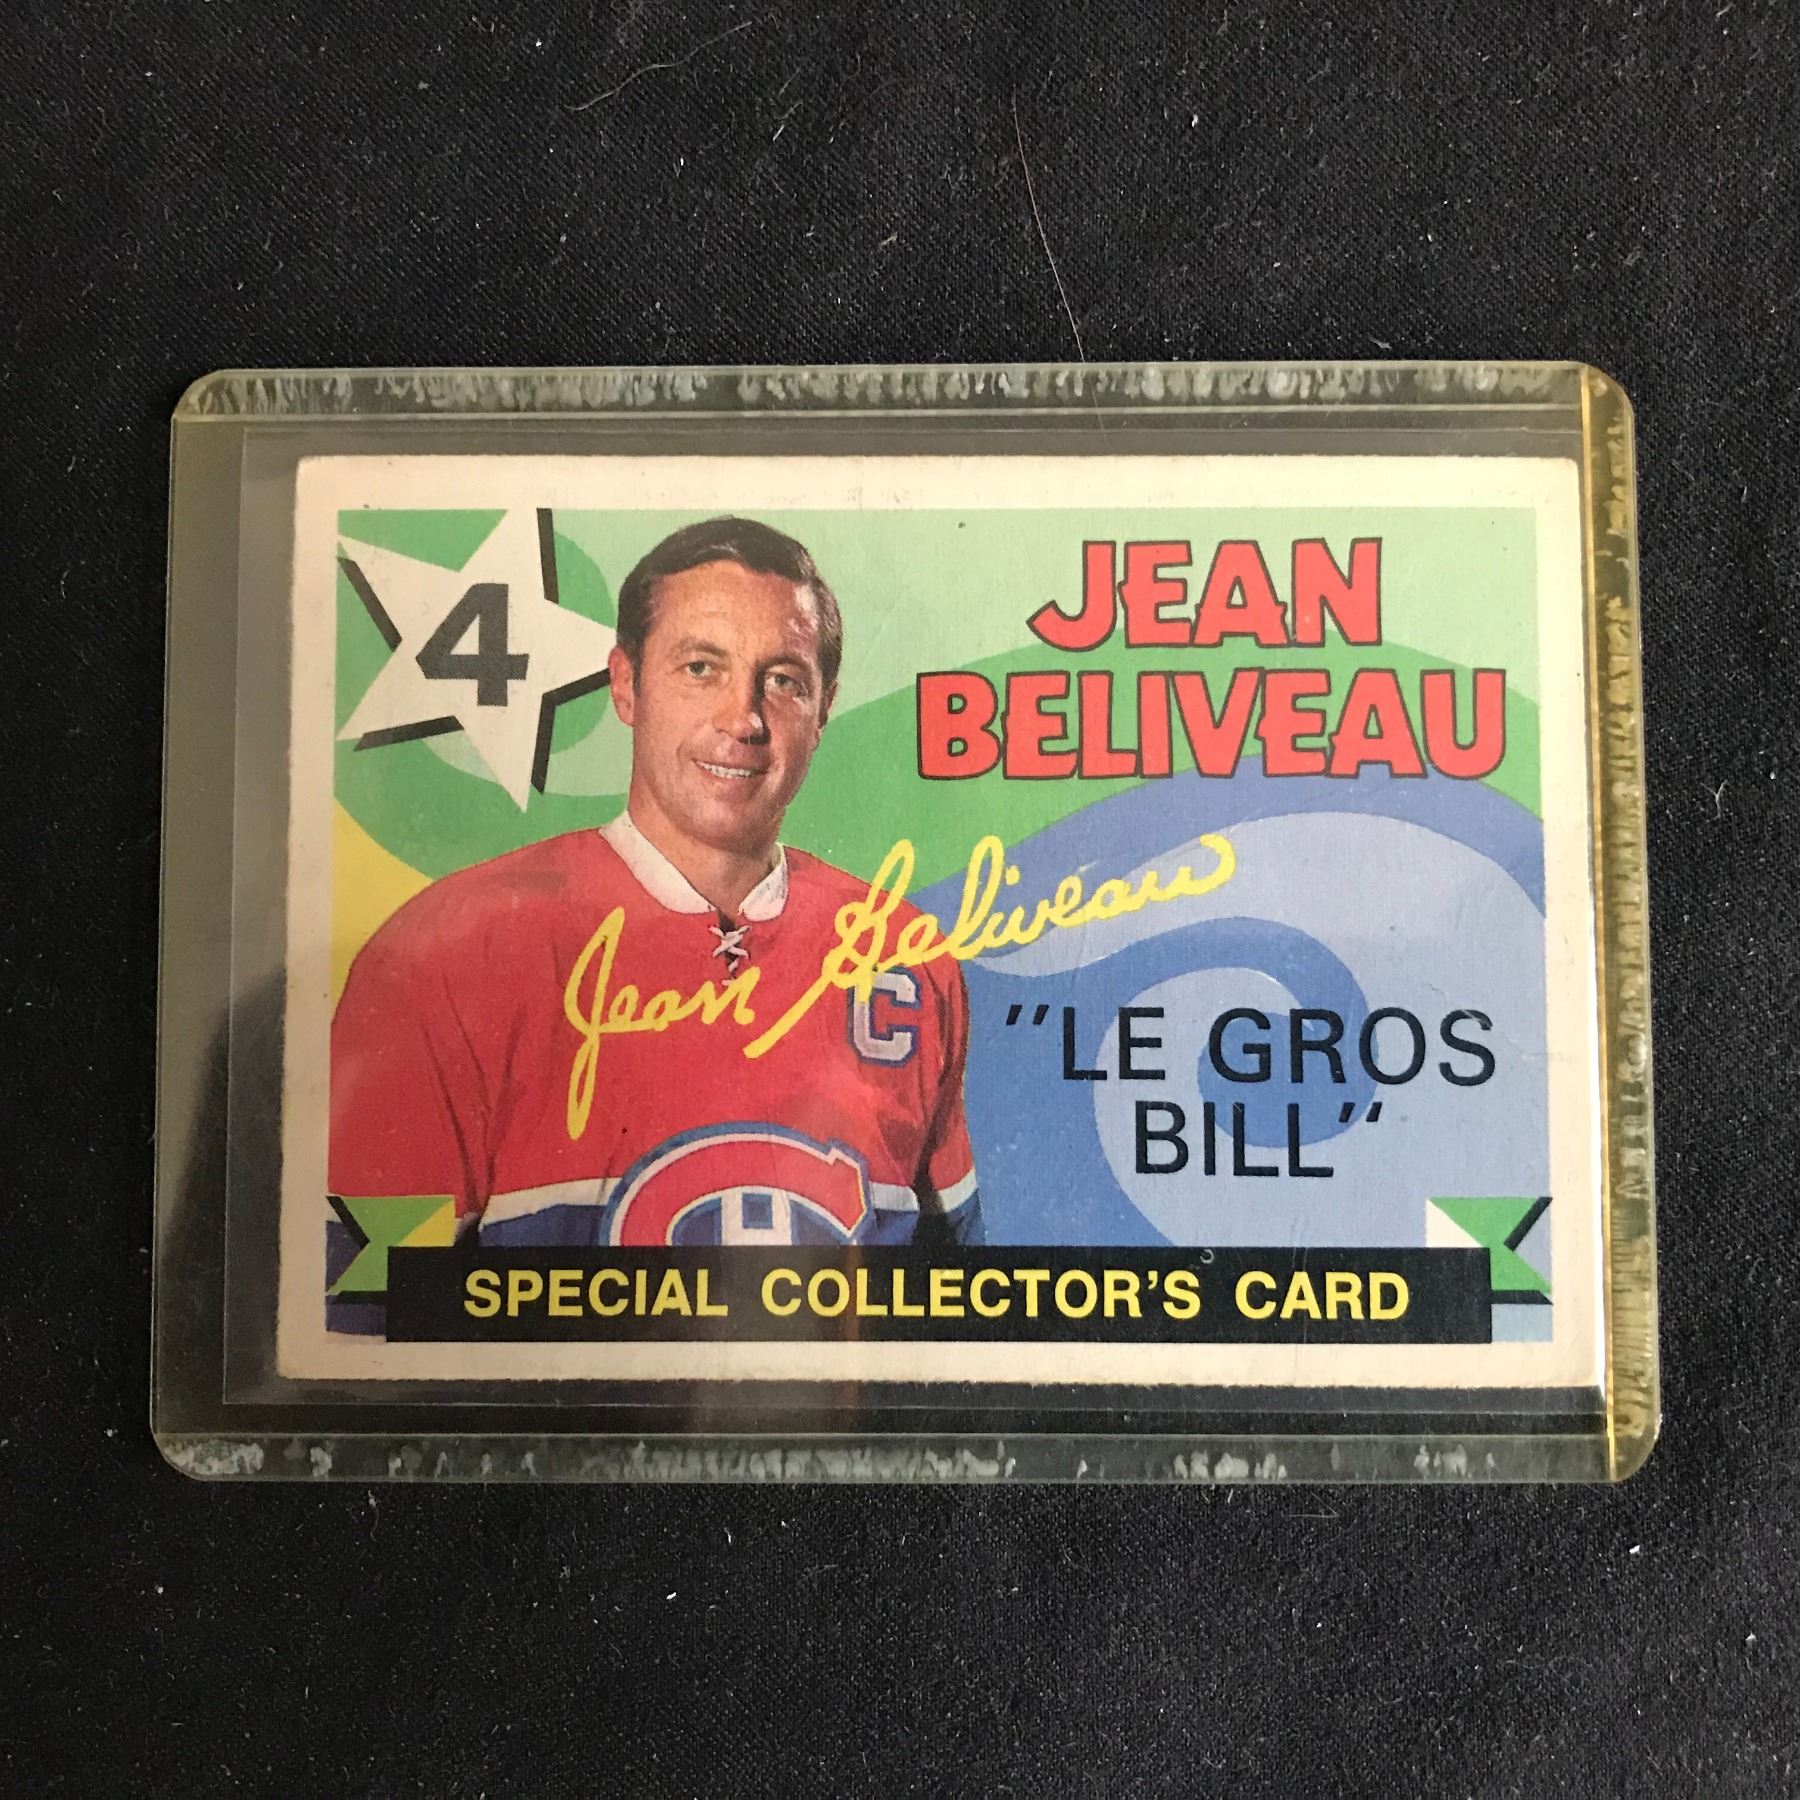 4
JEAN
BELIVEAU
Jean Beliveau
C
"LE GROS
BILL"
H
SPECIAL COLLECTOR'S CARD